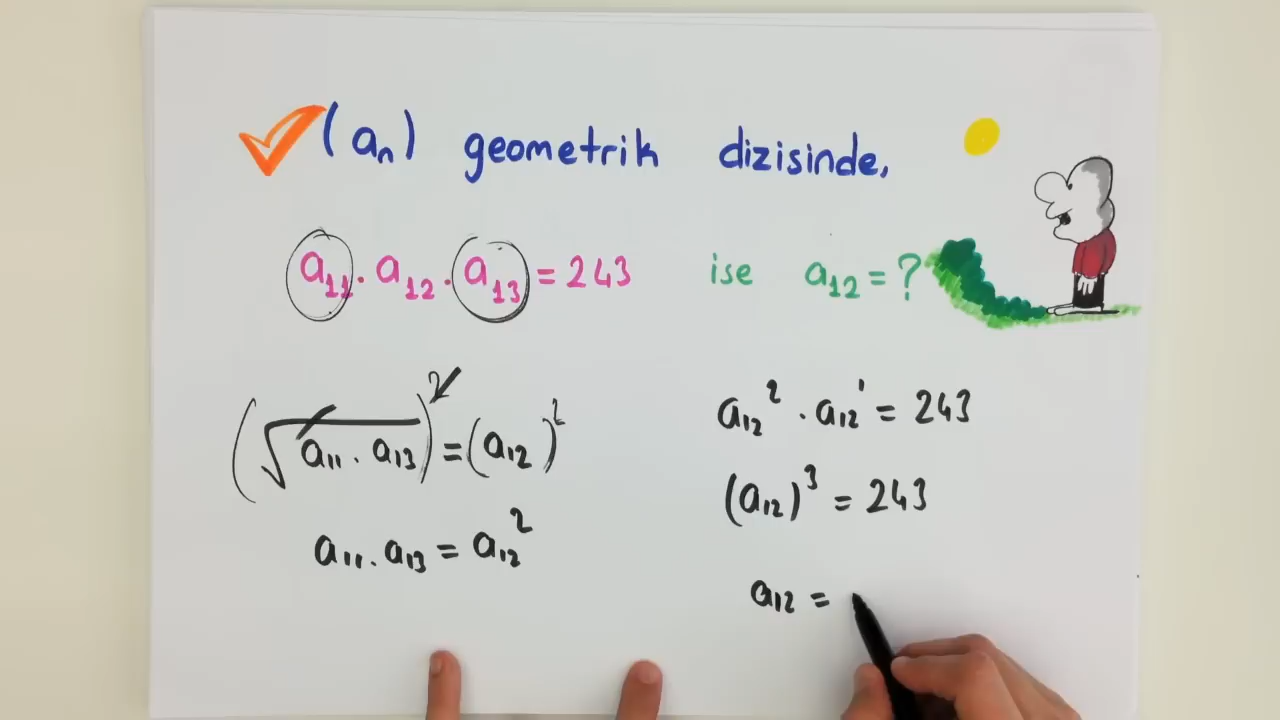 (aₙ) geometrik dizisinde,
a₁₁ . a₁₂ . a₁₃ = 243 ise a₁₂ = ?
(√a₁₁ . a₁₃)² = (a₁₂)²
a₁₁ . a₁₃ = a₁₂²
a₁₂² . a₁₂¹ = 243
(a₁₂)³ = 243
a₁₂ =